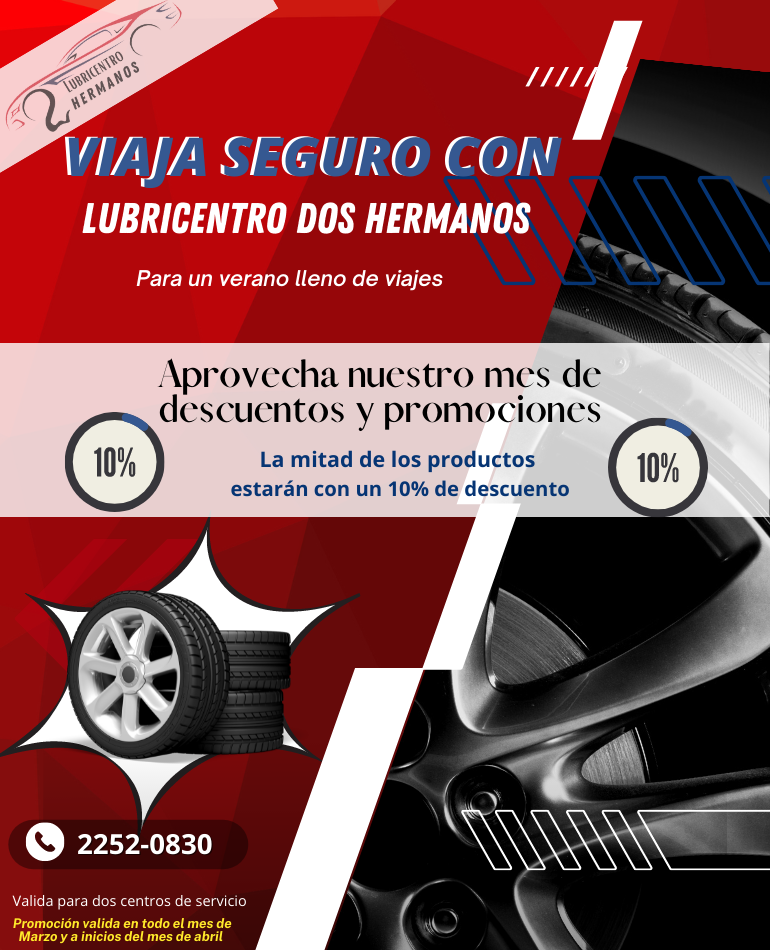 LUBRICENTRO
2 HERMANOS
VIAJA SEGURO CON
LUBRICENTRO DOS HERMANOS
Para un verano lleno de viajes
Aprovecha nuestro mes de
descuentos y promociones
10%
La mitad de los productos
estarán con un 10% de descuento
10%
2252-0830
Valida para dos centros de servicio
Promoción valida en todo el mes de
Marzo y a inicios del mes de abril